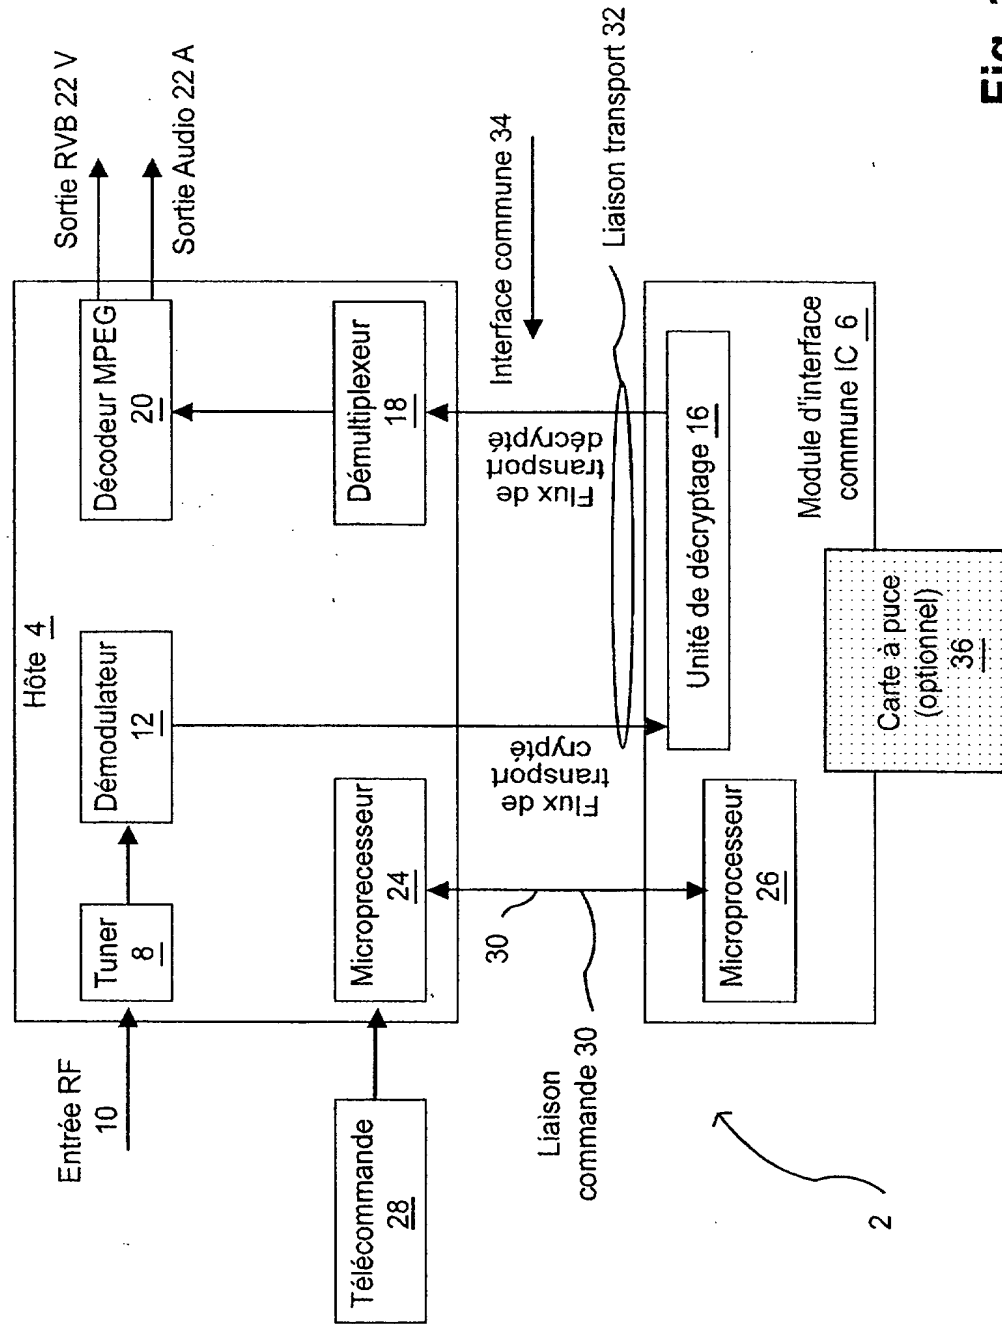 Entrée RF
10
Hôte 4
Tuner
8
Démodulateur
12
Décodeur MPEG
20
Sortie RVB 22 V
Sortie Audio 22 A
Télécommande
28
Microprecesseur
24
Démultiplexeur
18
Flux de
transport
crypté
Flux de
transport
décrypté
Interface commune 34
30
Liaison
commande 30
Liaison transport 32
Microprocesseur
26
Unité de décryptage 16
Module d'interface
commune IC 6
Carte à puce
(optionnel)
36
2
Fig.